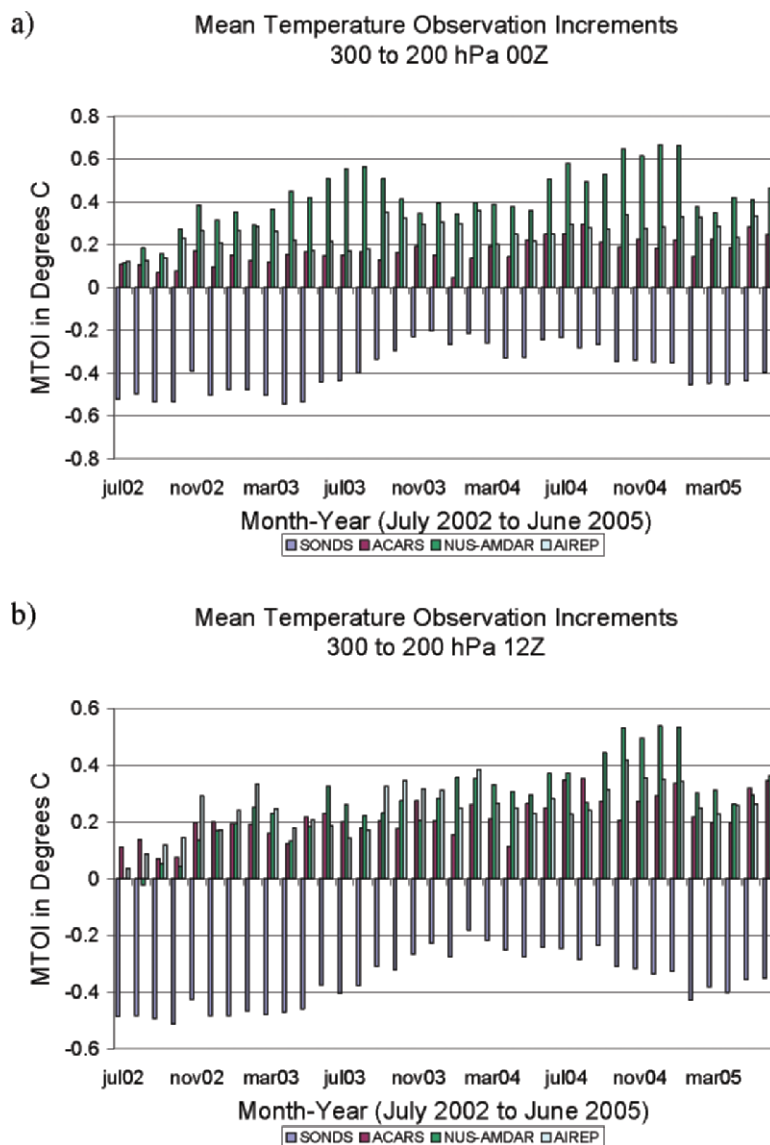 a)
Mean Temperature Observation Increments
300 to 200 hPa 00Z
MTOI in Degrees C
0.8
0.6
0.4
0.2
0
-0.2
-0.4
-0.6
-0.8
jul02 nov02 mar03 jul03 nov03 mar04 jul04 nov04 mar05
Month-Year (July 2002 to June 2005)
SONDS ACARS NUS-AMDAR AIREP
b)
Mean Temperature Observation Increments
300 to 200 hPa 12Z
MTOI in Degrees C
0.6
0.4
0.2
0
-0.2
-0.4
-0.6
jul02 nov02 mar03 jul03 nov03 mar04 jul04 nov04 mar05
Month-Year (July 2002 to June 2005)
SONDS ACARS NUS-AMDAR AIREP